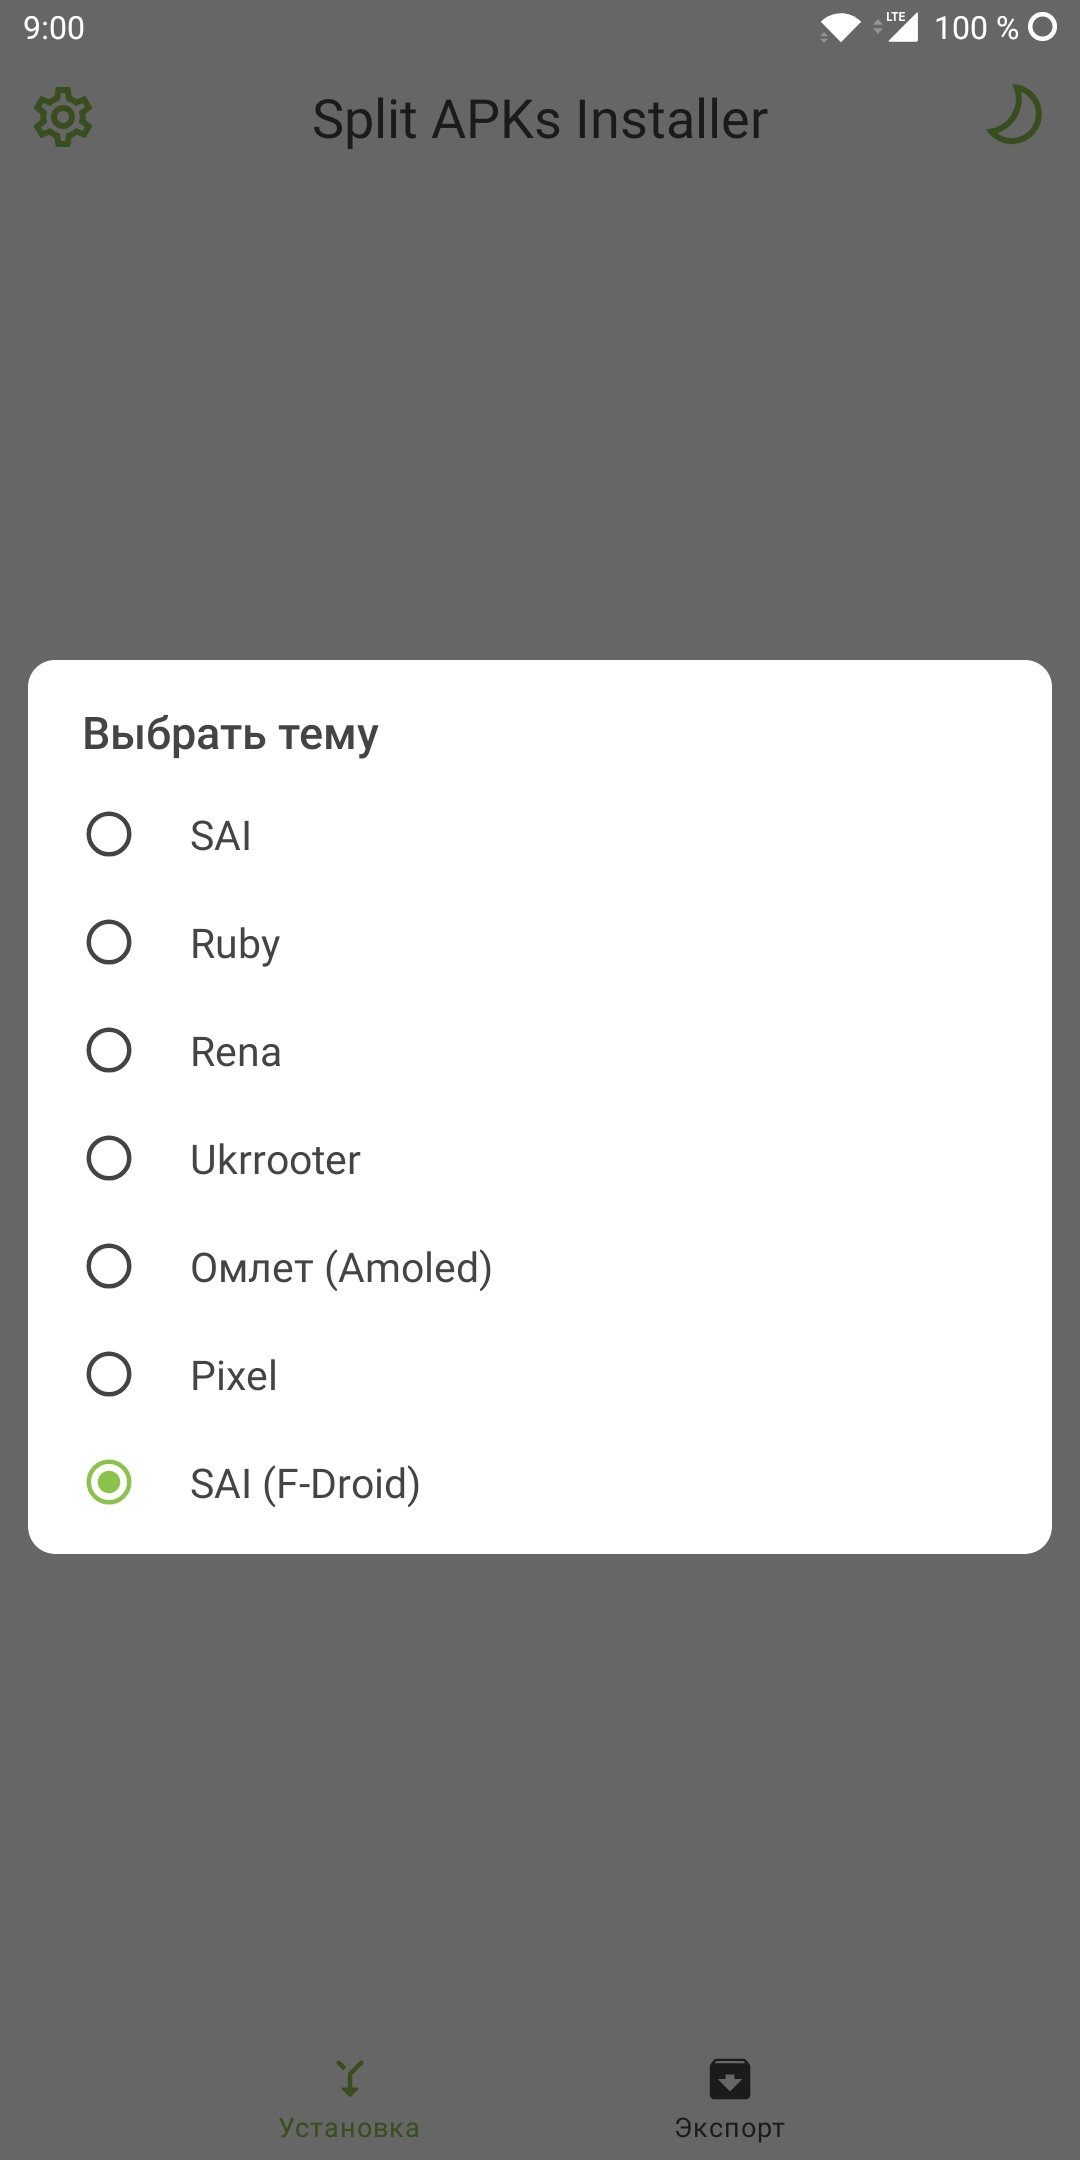 9:00
LTE
100 %
Split APKs Installer
Выбрать тему
SAI
Ruby
Rena
Ukrrooter
Омлет (Amoled)
Pixel
SAI (F-Droid)
Установка
Экспорт